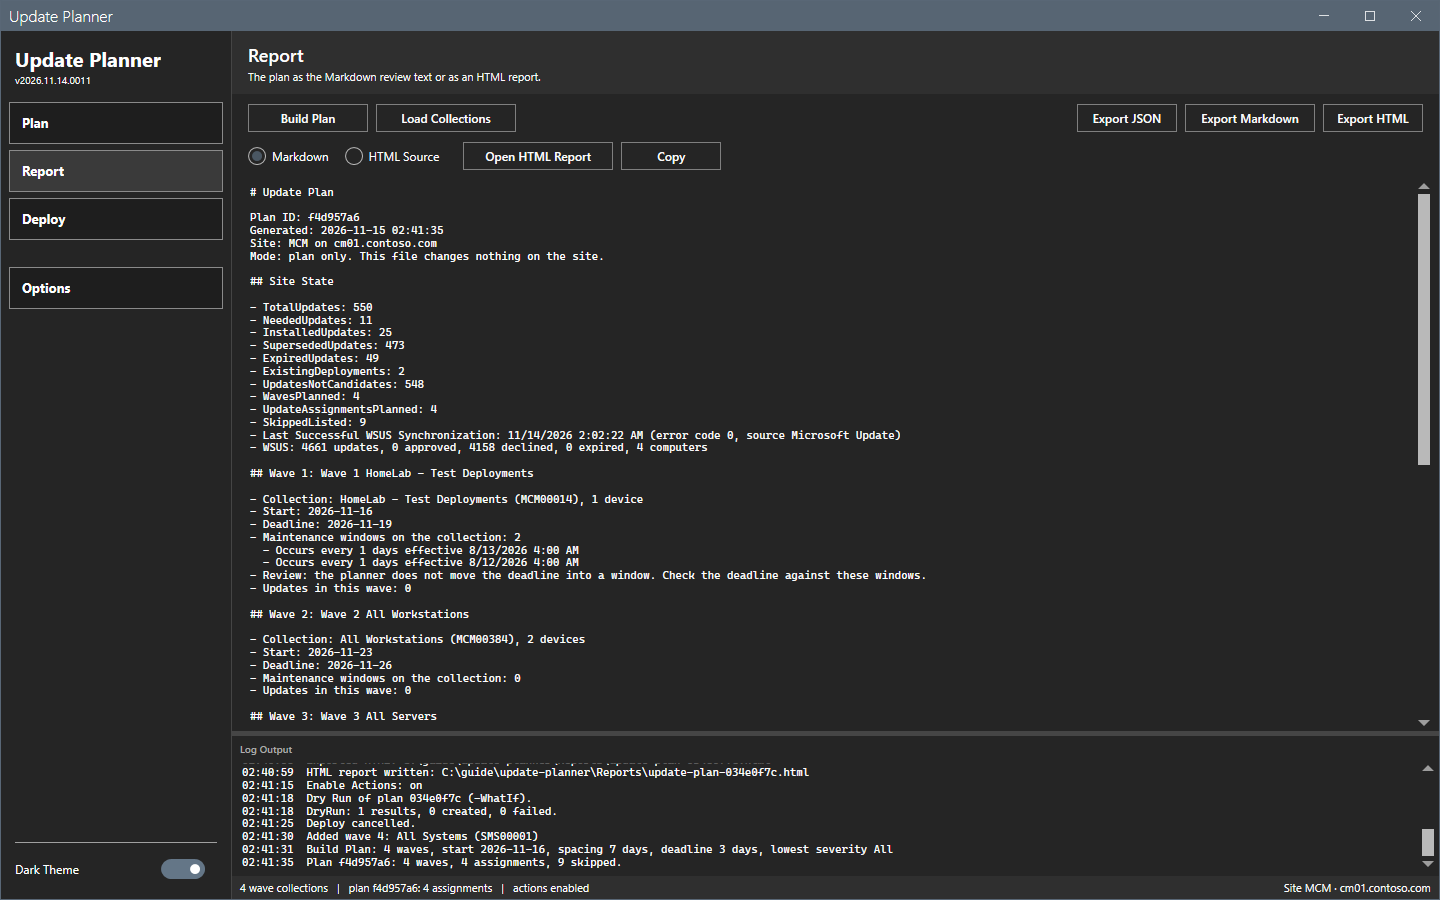 Update Planner
Update Planner
v2026.11.14.0011
Plan
Report
Deploy
Options
Dark Theme
Report
The plan as the Markdown review text or as an HTML report.
Build Plan
Load Collections
Export JSON
Export Markdown
Export HTML
Markdown
HTML Source
Open HTML Report
Copy
# Update Plan
Plan ID: f4d957a6
Generated: 2026-11-15 02:41:35
Site: MCM on cm01.contoso.com
Mode: plan only. This file changes nothing on the site.
## Site State
- TotalUpdates: 550
- NeededUpdates: 11
- InstalledUpdates: 25
- SupersededUpdates: 473
- ExpiredUpdates: 49
- ExistingDeployments: 2
- UpdatesNotCandidates: 548
- WavesPlanned: 4
- UpdateAssignmentsPlanned: 4
- SkippedListed: 9
- Last Successful WSUS Synchronization: 11/14/2026 2:02:22 AM (error code 0, source Microsoft Update)
- WSUS: 4661 updates, 0 approved, 4158 declined, 0 expired, 4 computers
## Wave 1: Wave 1 HomeLab - Test Deployments
- Collection: HomeLab - Test Deployments (MCM00014), 1 device
- Start: 2026-11-16
- Deadline: 2026-11-19
- Maintenance windows on the collection: 2
- Occurs every 1 days effective 8/13/2026 4:00 AM
- Occurs every 1 days effective 8/12/2026 4:00 AM
- Review: the planner does not move the deadline into a window. Check the deadline against these windows.
- Updates in this wave: 0
## Wave 2: Wave 2 All Workstations
- Collection: All Workstations (MCM00384), 2 devices
- Start: 2026-11-23
- Deadline: 2026-11-26
- Maintenance windows on the collection: 0
- Updates in this wave: 0
## Wave 3: Wave 3 All Servers
Log Output
02:40:59 HTML report written: C:\guide\update-planner\Reports\update-plan-034e0f7c.html
02:41:15 Enable Actions: on
02:41:18 Dry Run of plan 034e0f7c (-WhatIf).
02:41:18 DryRun: 1 results, 0 created, 0 failed.
02:41:25 Deploy cancelled.
02:41:30 Added wave 4: All Systems (SMS00001)
02:41:31 Build Plan: 4 waves, start 2026-11-16, spacing 7 days, deadline 3 days, lowest severity All
02:41:35 Plan f4d957a6: 4 waves, 4 assignments, 9 skipped.
4 wave collections | plan f4d957a6: 4 assignments | actions enabled
Site MCM · cm01.contoso.com